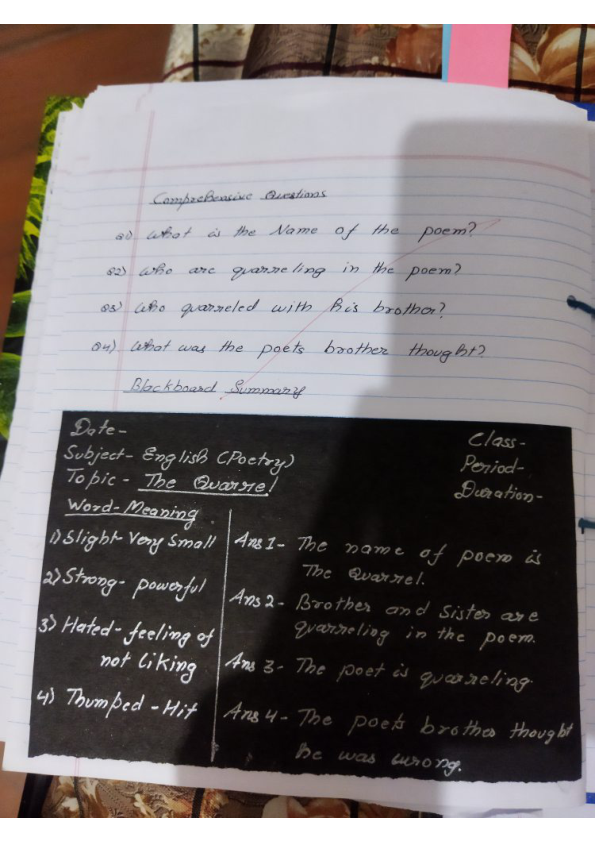 Comprehensive Questions
Q1) What is the Name of the poem?
Q2) Who are quarreling in the poem?
Q3) Who quarreled with his brother?
Q4) What was the poets brother thought?
Blackboard Summary
Date-
Class-
Subject- English (Poetry)
Period-
Topic - The Quarrel
Duration-
Word-Meaning
1) Slight- Very Small
2) Strong- powerful
3) Hated- feeling of
not liking
4) Thumped - Hit
Ans 1- The name of poem is
The Quarrel.
Ans 2- Brother and Sister are
quarreling in the poem.
Ans 3- The poet is quarreling.
Ans 4- The poets brother thought
he was wrong.